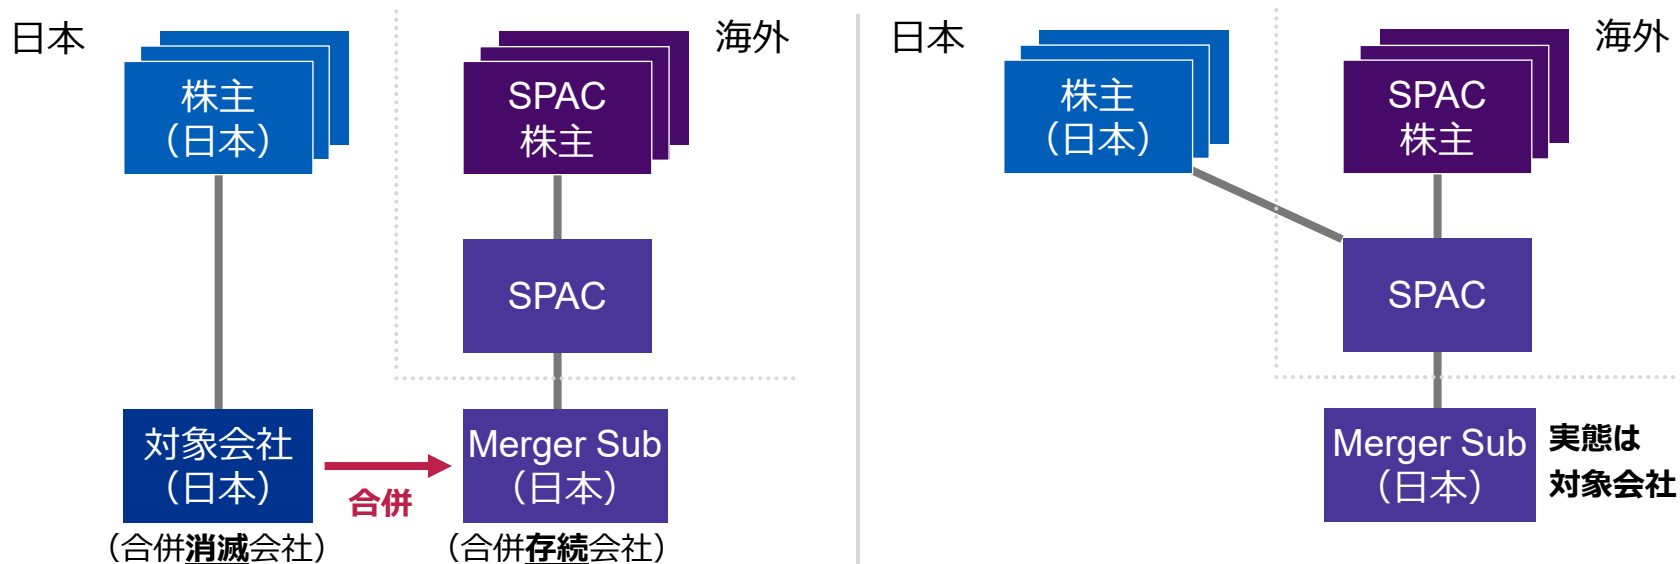 日本
海外
株主
（日本）
SPAC
株主
SPAC
対象会社
（日本）
合併
Merger Sub
（日本）
（合併消滅会社）
（合併存続会社）
日本
海外
株主
（日本）
SPAC
株主
SPAC
Merger Sub
（日本）
実態は
対象会社